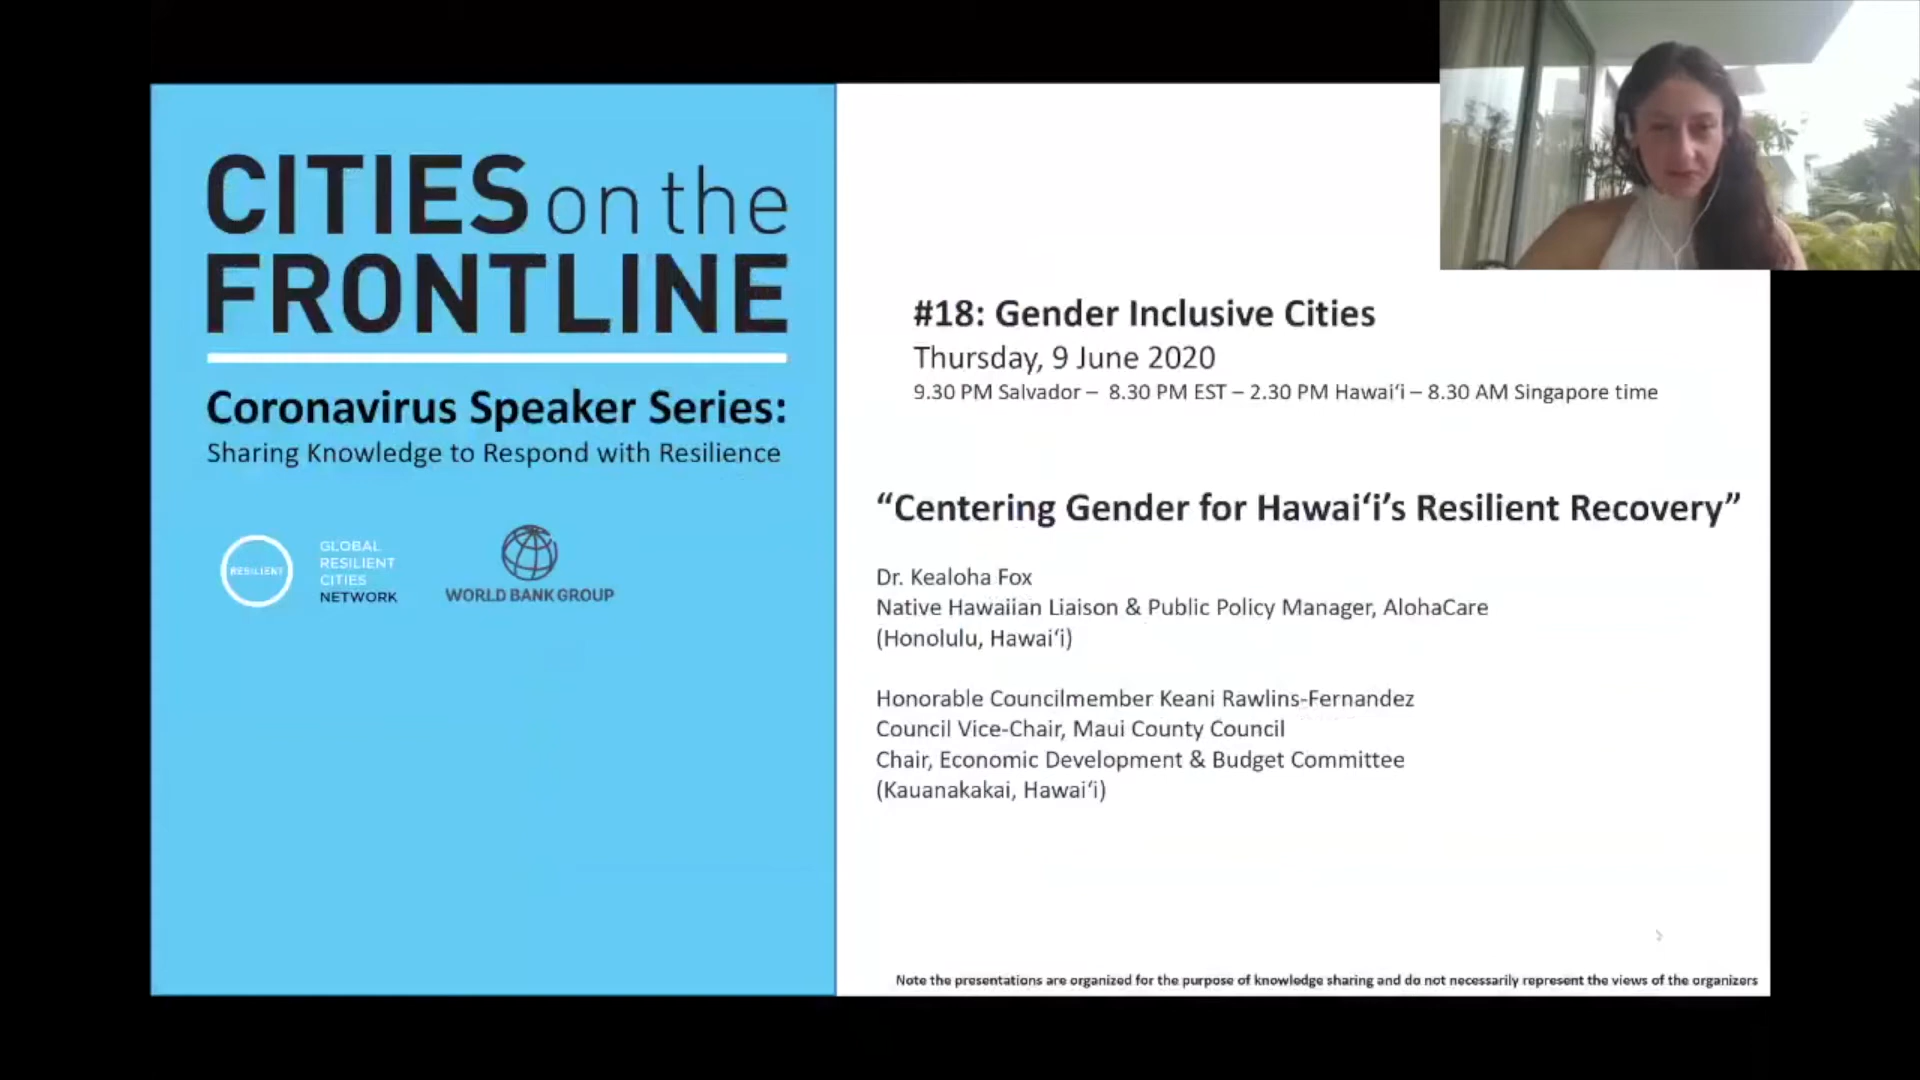 CITIES on the
FRONTLINE
Coronavirus Speaker Series:
Sharing Knowledge to Respond with Resilience
RESILIENT
GLOBAL
RESILIENT
CITIES
NETWORK
WORLD BANK GROUP
#18: Gender Inclusive Cities
Thursday, 9 June 2020
9.30 PM Salvador – 8.30 PM EST – 2.30 PM Hawaiʻi – 8.30 AM Singapore time
“Centering Gender for Hawaiʻi’s Resilient Recovery”
Dr. Kealoha Fox
Native Hawaiian Liaison & Public Policy Manager, AlohaCare
(Honolulu, Hawaiʻi)
Honorable Councilmember Keani Rawlins-Fernandez
Council Vice-Chair, Maui County Council
Chair, Economic Development & Budget Committee
(Kauanakakai, Hawaiʻi)
Note the presentations are organized for the purpose of knowledge sharing and do not necessarily represent the views of the organizers